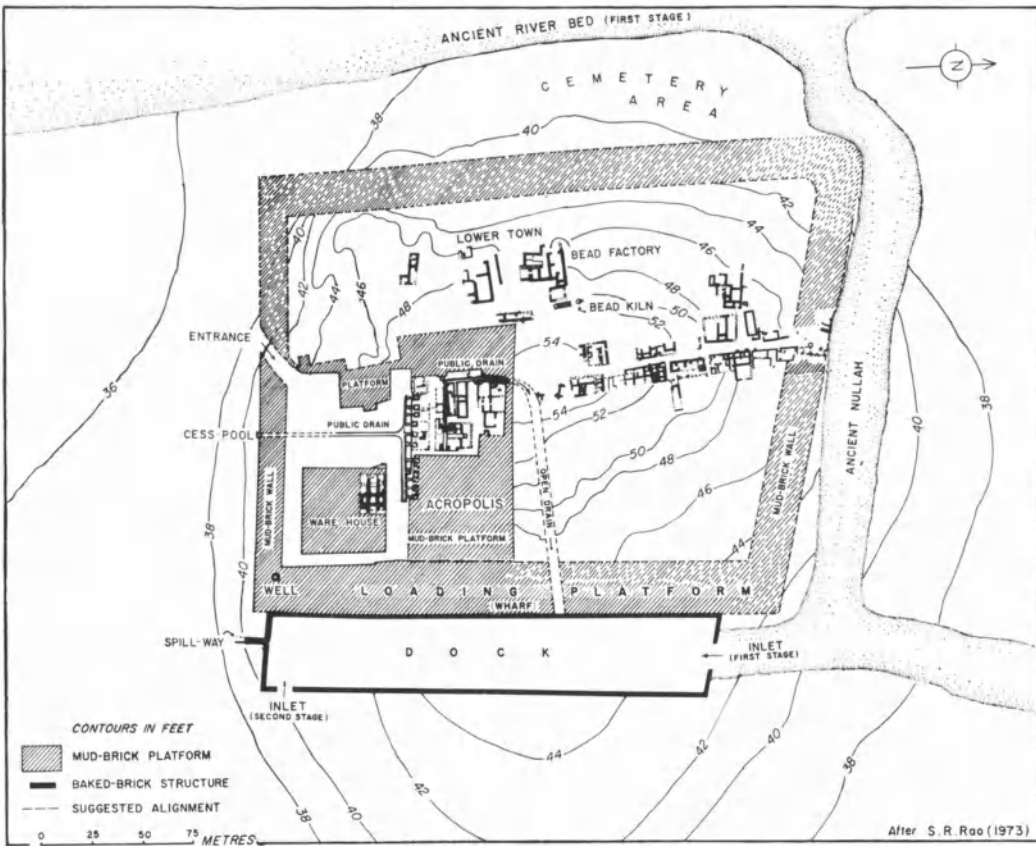 ANCIENT RIVER BED (FIRST STAGE)
N
CEMETERY
AREA
38
40
42
44
46
40
42
44
46
48
LOWER TOWN
BEAD FACTORY
48
BEAD KILN
50
52
ENTRANCE
54
PUBLIC DRAIN
PLATFORM
36
38
40
38
54
52
CESS POOL
PUBLIC DRAIN
50
48
OPEN DRAIN
46
44
ANCIENT NULLAH
MUD-BRICK WALL
MUD-BRICK WALL
WARE HOUSE
ACROPOLIS
MUD-BRICK PLATFORM
38
40
WELL
LOADING PLATFORM
(WHARF)
SPILL-WAY
DOCK
INLET
(FIRST STAGE)
INLET
(SECOND STAGE)
44
42
40
38
38
40
42
CONTOURS IN FEET
MUD-BRICK PLATFORM
BAKED-BRICK STRUCTURE
SUGGESTED ALIGNMENT
0 25 50 75 METRES
After S.R.Rao (1973)